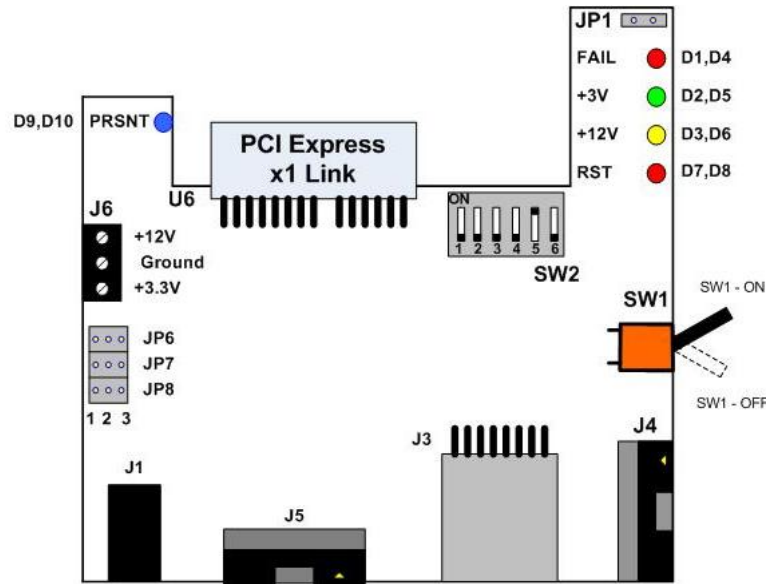 JP1
FAIL D1,D4
+3V D2,D5
D9,D10 PRSNT
+12V D3,D6
PCI Express
x1 Link
RST D7,D8
U6
ON
J6
+12V
Ground
+3.3V
1 2 3 4 5 6
SW2
SW1
SW1 - ON
JP6
JP7
JP8
1 2 3
SW1 - OFF
J4
J3
J1
J5